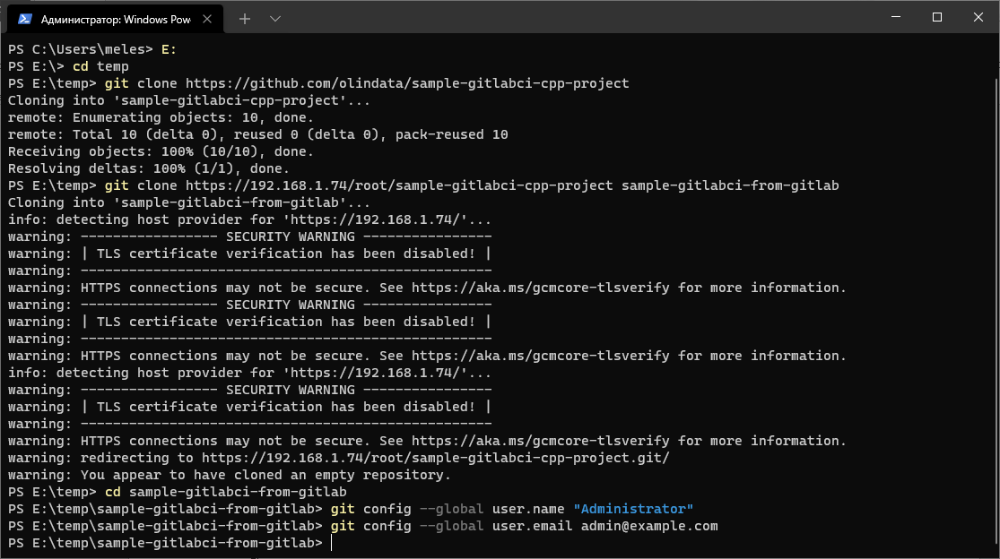 Администратор: Windows Pow
PS C:\Users\meles> E:
PS E:\> cd temp
PS E:\temp> git clone https://github.com/olindata/sample-gitlabci-cpp-project
Cloning into 'sample-gitlabci-cpp-project'...
remote: Enumerating objects: 10, done.
remote: Total 10 (delta 0), reused 0 (delta 0), pack-reused 10
Receiving objects: 100% (10/10), done.
Resolving deltas: 100% (1/1), done.
PS E:\temp> git clone https://192.168.1.74/root/sample-gitlabci-cpp-project sample-gitlabci-from-gitlab
Cloning into 'sample-gitlabci-from-gitlab'...
info: detecting host provider for 'https://192.168.1.74/'...
warning: ----------------- SECURITY WARNING ----------------
warning: | TLS certificate verification has been disabled! |
warning: ---------------------------------------------------
warning: HTTPS connections may not be secure. See https://aka.ms/gcmcore-tlsverify for more information.
warning: ----------------- SECURITY WARNING ----------------
warning: | TLS certificate verification has been disabled! |
warning: ---------------------------------------------------
warning: HTTPS connections may not be secure. See https://aka.ms/gcmcore-tlsverify for more information.
info: detecting host provider for 'https://192.168.1.74/'...
warning: ----------------- SECURITY WARNING ----------------
warning: | TLS certificate verification has been disabled! |
warning: ---------------------------------------------------
warning: HTTPS connections may not be secure. See https://aka.ms/gcmcore-tlsverify for more information.
warning: redirecting to https://192.168.1.74/root/sample-gitlabci-cpp-project.git/
warning: You appear to have cloned an empty repository.
PS E:\temp> cd sample-gitlabci-from-gitlab
PS E:\temp\sample-gitlabci-from-gitlab> git config --global user.name "Administrator"
PS E:\temp\sample-gitlabci-from-gitlab> git config --global user.email admin@example.com
PS E:\temp\sample-gitlabci-from-gitlab>